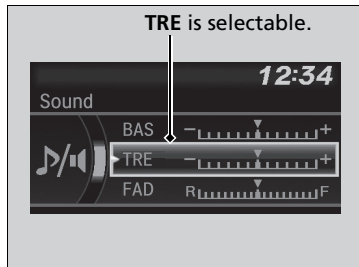 TRE is selectable.
12:34
Sound
BAS − +
TRE − +
FAD R F